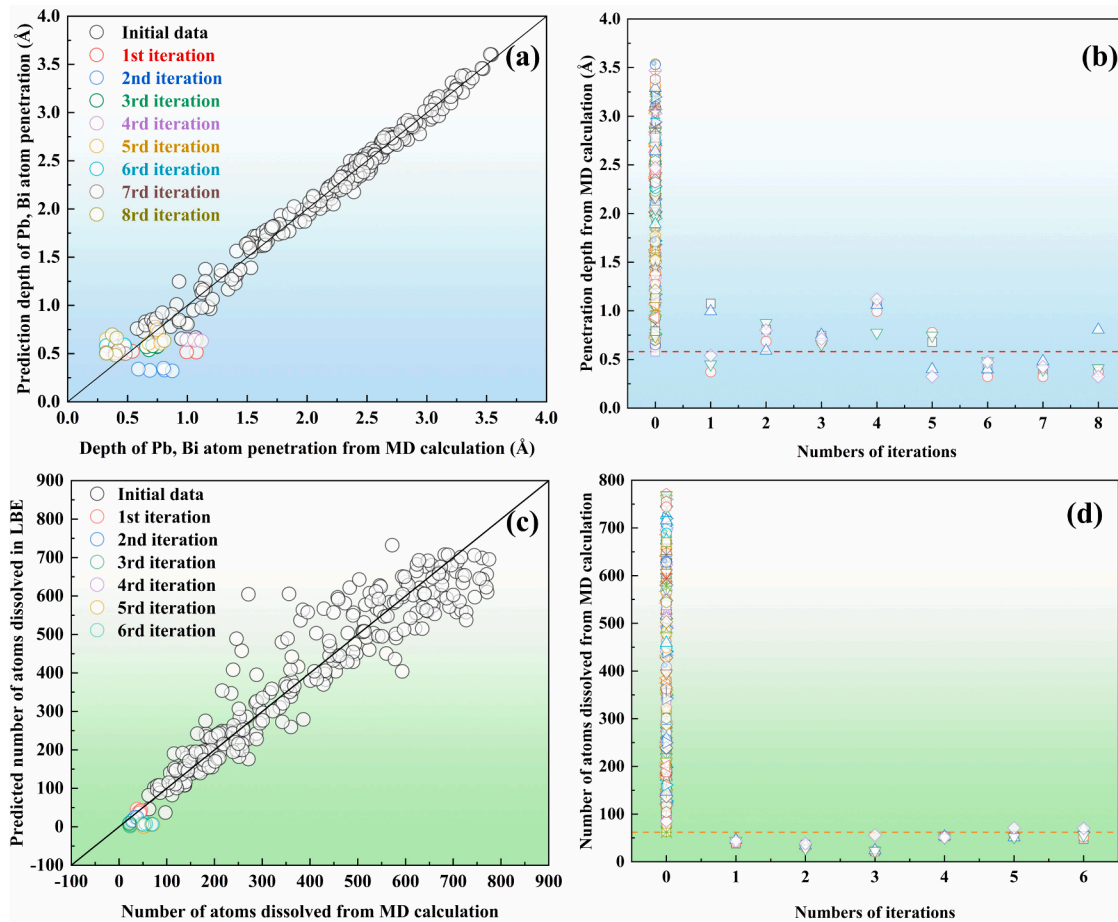 (a)
Prediction depth of Pb, Bi atom penetration (Å)
4.0
3.5
3.0
2.5
2.0
1.5
1.0
0.5
0.0
Initial data
1st iteration
2nd iteration
3rd iteration
4rd iteration
5rd iteration
6rd iteration
7rd iteration
8rd iteration
0.0 0.5 1.0 1.5 2.0 2.5 3.0 3.5 4.0
Depth of Pb, Bi atom penetration from MD calculation (Å)
(b)
Penetration depth from MD calculation (Å)
4.0
3.5
3.0
2.5
2.0
1.5
1.0
0.5
0.0
0 1 2 3 4 5 6 7 8
Numbers of iterations
(c)
Predicted number of atoms dissolved in LBE
900
800
700
600
500
400
300
200
100
0
-100
Initial data
1st iteration
2nd iteration
3rd iteration
4rd iteration
5rd iteration
6rd iteration
-100 0 100 200 300 400 500 600 700 800 900
Number of atoms dissolved from MD calculation
(d)
Number of atoms dissolved from MD calculation
800
700
600
500
400
300
200
100
0
0 1 2 3 4 5 6
Numbers of iterations